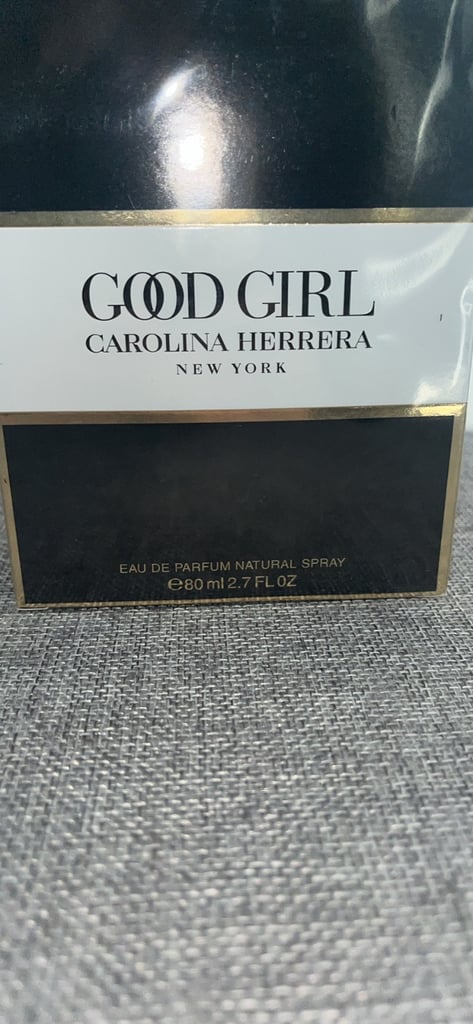 GOOD GIRL
CAROLINA HERRERA
NEW YORK
EAU DE PARFUM NATURAL SPRAY
℮80 ml 2.7 FL OZ